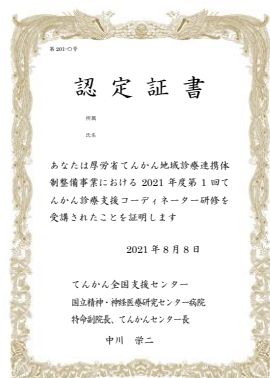 第201-〇号
認定証書
所属
氏名
あなたは厚労省てんかん地域診療連携体
制整備事業における 2021 年度第 1 回て
んかん診療支援コーディネーター研修を
受講されたことを証明します
2021 年 8 月 8 日
てんかん全国支援センター
国立精神・神経医療研究センター病院
特命副院長、てんかんセンター長
中川 栄二